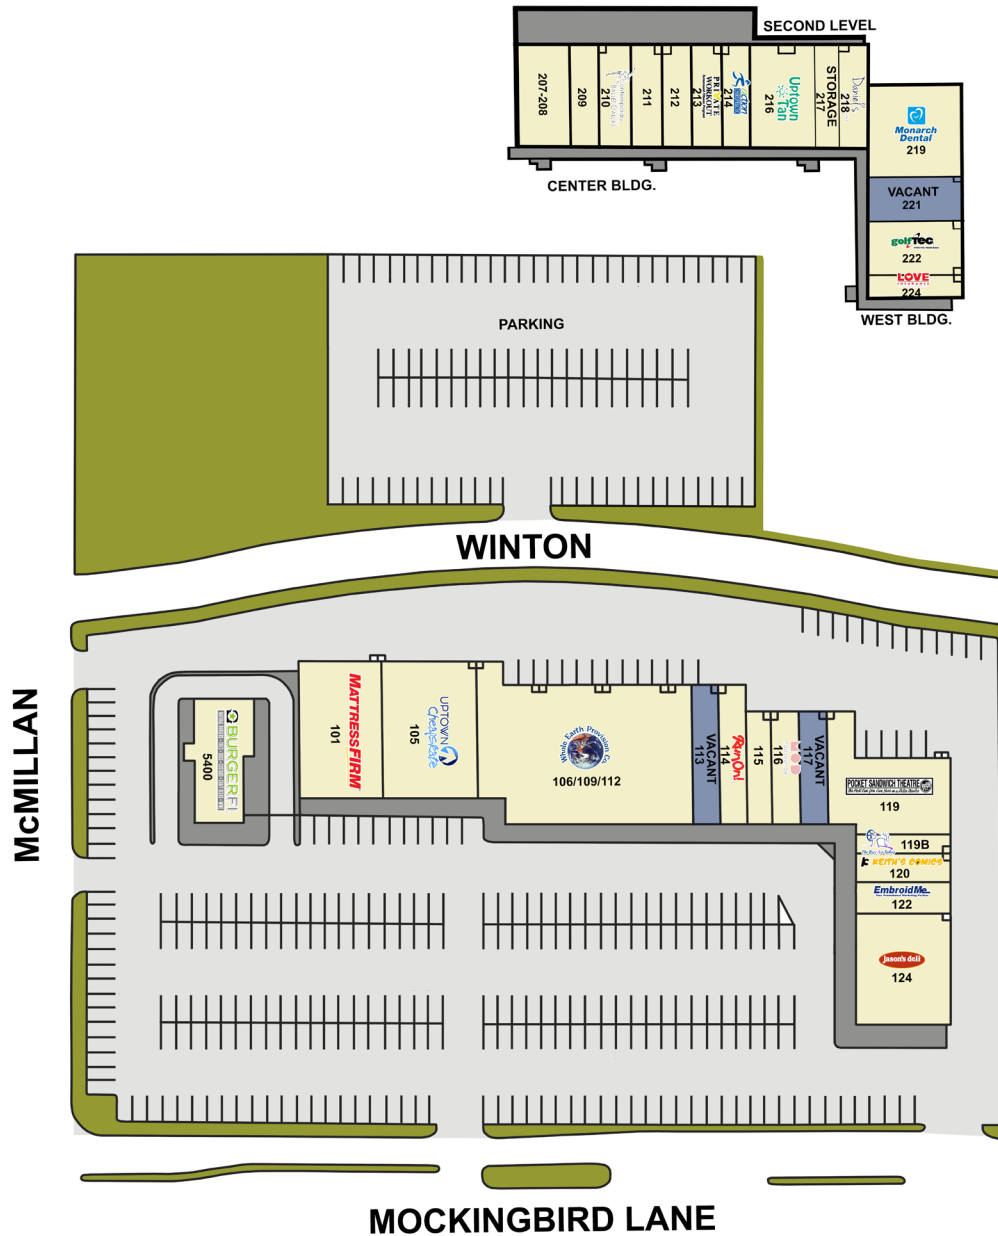 SECOND LEVEL
207-208
209
210
211
212
PRIVATE
WORKOUT
213
214
Uptown
Tan
216
STORAGE
217
Daniel's
218
Monarch
Dental
219
VACANT
221
golfTEC
222
LOVE
INSURANCE
224
CENTER BLDG.
WEST BLDG.
PARKING
WINTON
McMILLAN
BURGERFI
5400
MATTRESSFIRM
101
UPTOWN
Cheapskate
105
Whole Earth Provision Co.
106/109/112
VACANT
113
RunOn!
114
115
116
VACANT
117
POCKET SANDWICH THEATRE
119
119B
KEITH'S COMICS
120
EmbroidMe
122
jason's deli
124
MOCKINGBIRD LANE